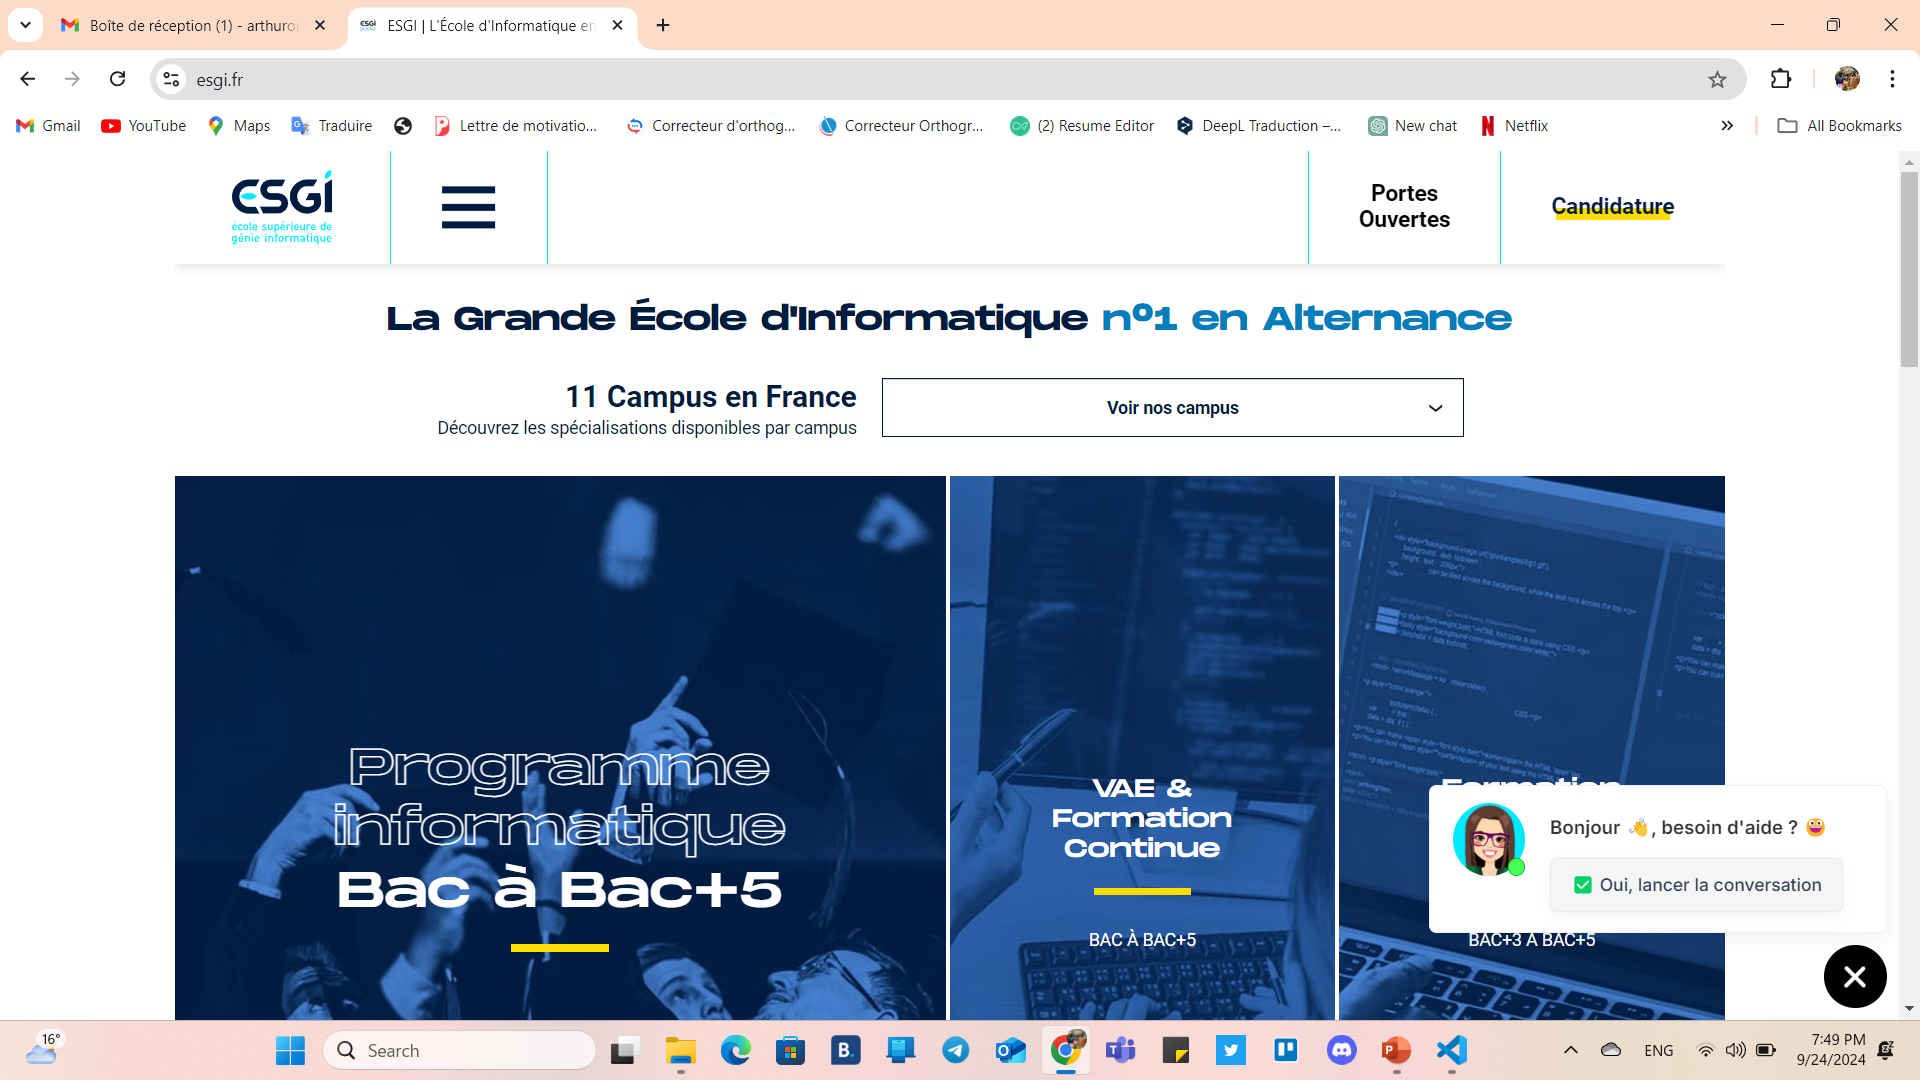 Boîte de réception (1) - arthuror
ESGI | L'École d'Informatique en
esgi.fr
Gmail
YouTube
Maps
Traduire
Lettre de motivatio...
Correcteur d'orthog...
Correcteur Orthogr...
(2) Resume Editor
DeepL Traduction –...
New chat
Netflix
All Bookmarks
ESGI
école supérieure de
génie informatique
Portes
Ouvertes
Candidature
La Grande École d'Informatique n°1 en Alternance
11 Campus en France
Découvrez les spécialisations disponibles par campus
Voir nos campus
Programme
informatique
Bac à Bac+5
VAE &
Formation
Continue
BAC À BAC+5
Formation
BAC+3 À BAC+5
Bonjour 👋, besoin d'aide ? 😃
✅ Oui, lancer la conversation
16°
Search
ENG
7:49 PM
9/24/2024